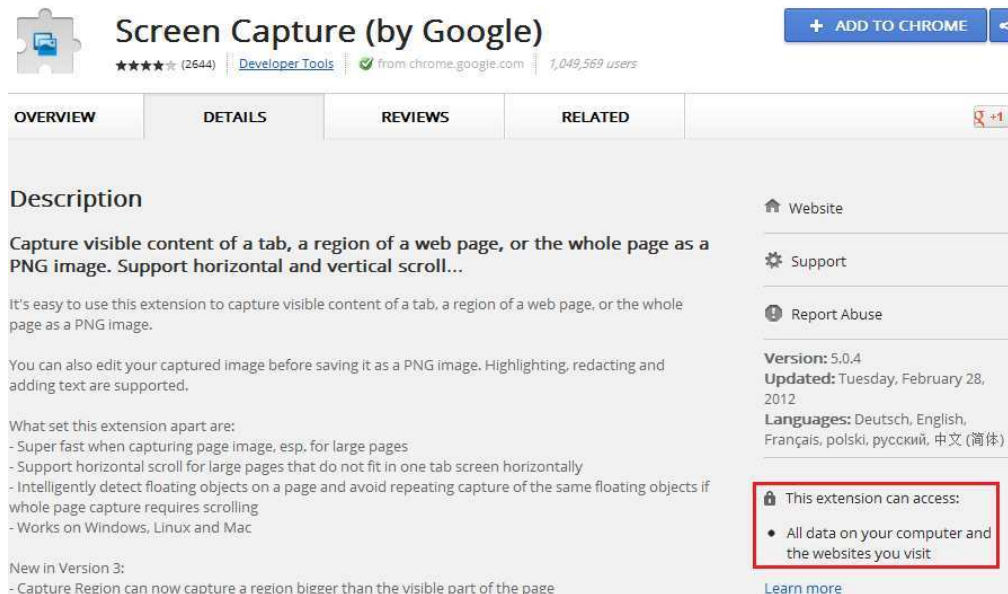 Screen Capture (by Google)
(2644) Developer Tools from chrome.google.com 1,049,569 users
+ ADD TO CHROME
OVERVIEW DETAILS REVIEWS RELATED
g +1
Description
Capture visible content of a tab, a region of a web page, or the whole page as a
PNG image. Support horizontal and vertical scroll...
It's easy to use this extension to capture visible content of a tab, a region of a web page, or the whole
page as a PNG image.
You can also edit your captured image before saving it as a PNG image. Highlighting, redacting and
adding text are supported.
What set this extension apart are:
- Super fast when capturing page image, esp. for large pages
- Support horizontal scroll for large pages that do not fit in one tab screen horizontally
- Intelligently detect floating objects on a page and avoid repeating capture of the same floating objects if
whole page capture requires scrolling
- Works on Windows, Linux and Mac
New in Version 3:
- Capture Region can now capture a region bigger than the visible part of the page
Website
Support
Report Abuse
Version: 5.0.4
Updated: Tuesday, February 28,
2012
Languages: Deutsch, English,
Français, polski, русский, 中文 (简体)
This extension can access:
• All data on your computer and
the websites you visit
Learn more